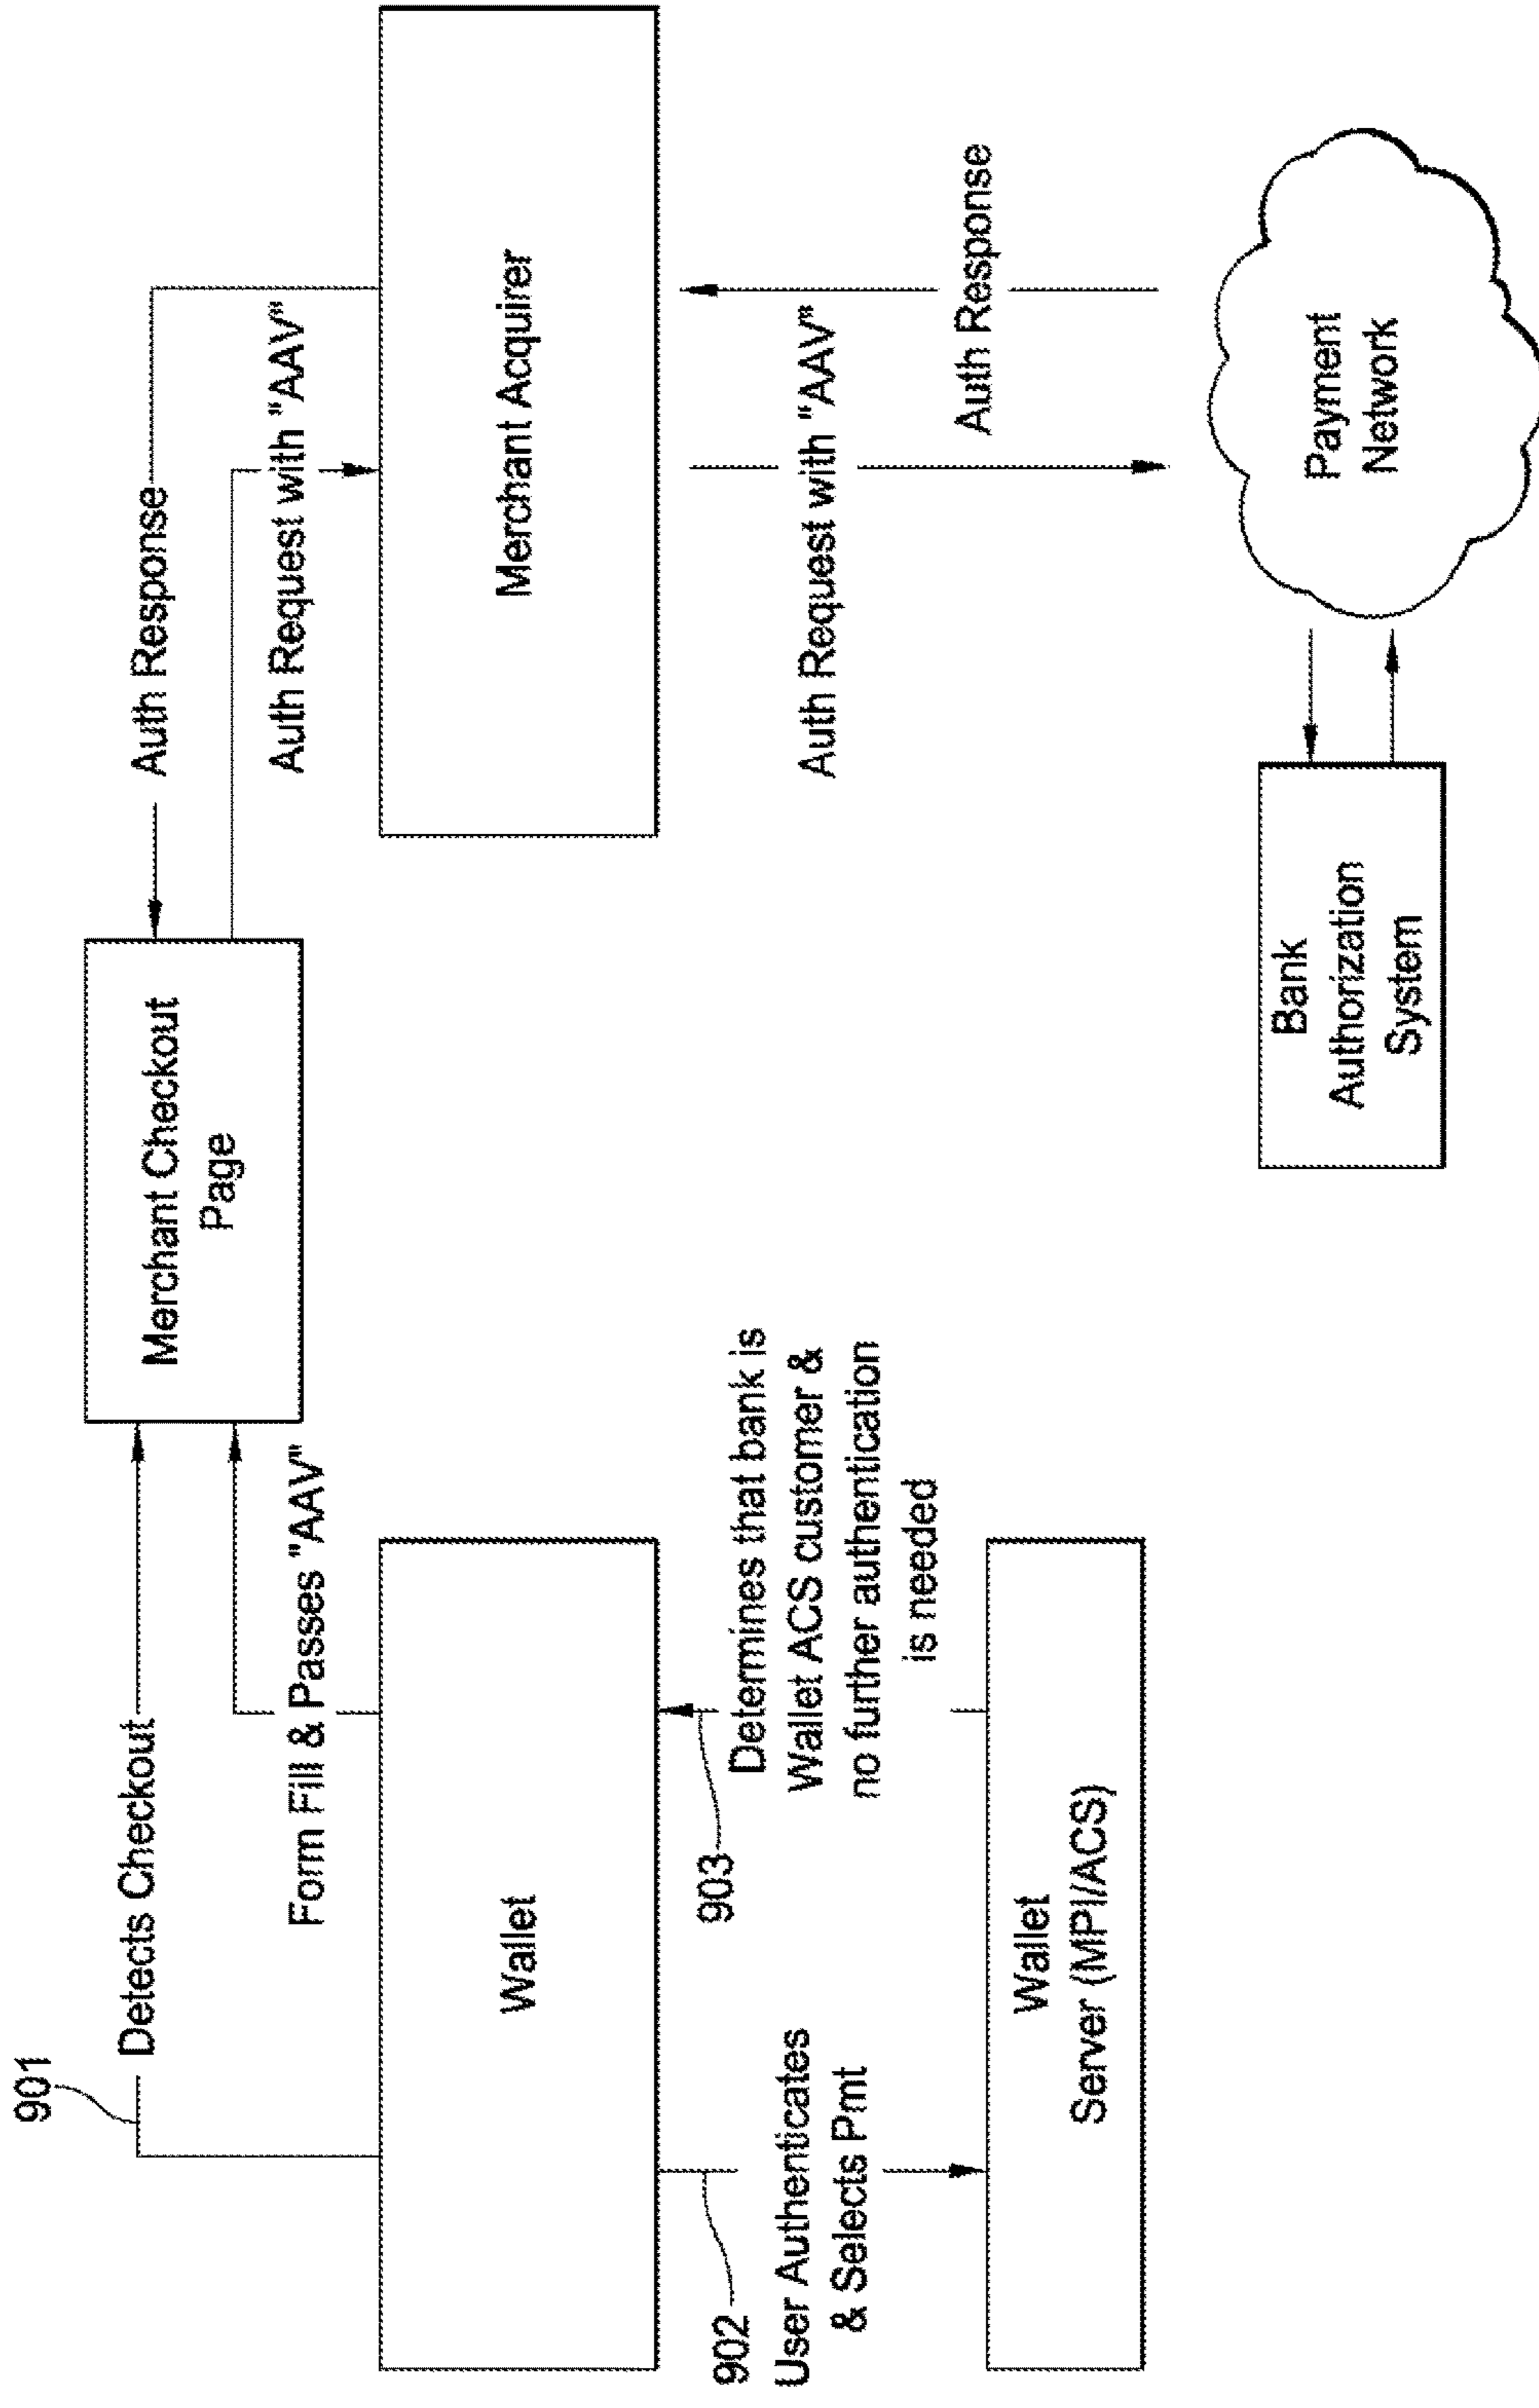 901
Detects Checkout
Form Fill & Passes "AAV"
Merchant Checkout
Page
Auth Response
Auth Request with "AAV"
Wallet
Merchant Acquirer
902
User Authenticates
& Selects Pmt
903
Determines that bank is
Wallet ACS customer &
no further authentication
is needed
Auth Request with "AAV"
Auth Response
Wallet
Server (MPI/ACS)
Bank
Authorization
System
Payment
Network